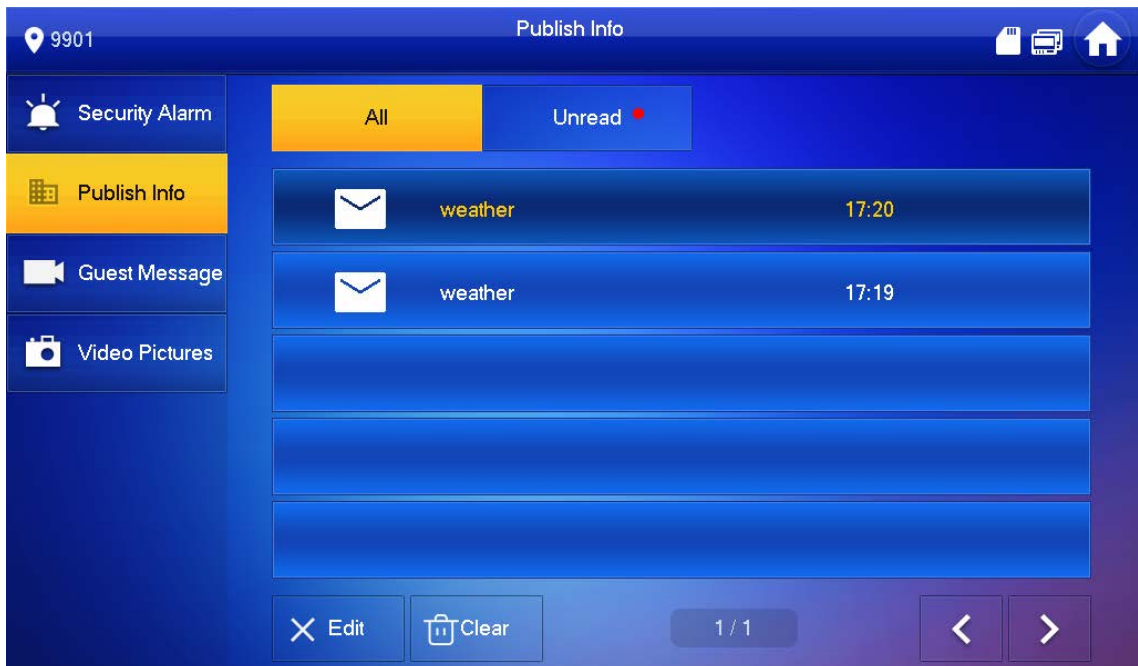 9901
Publish Info
Security Alarm
Publish Info
Guest Message
Video Pictures
All
Unread
weather 17:20
weather 17:19
Edit
Clear
1 / 1